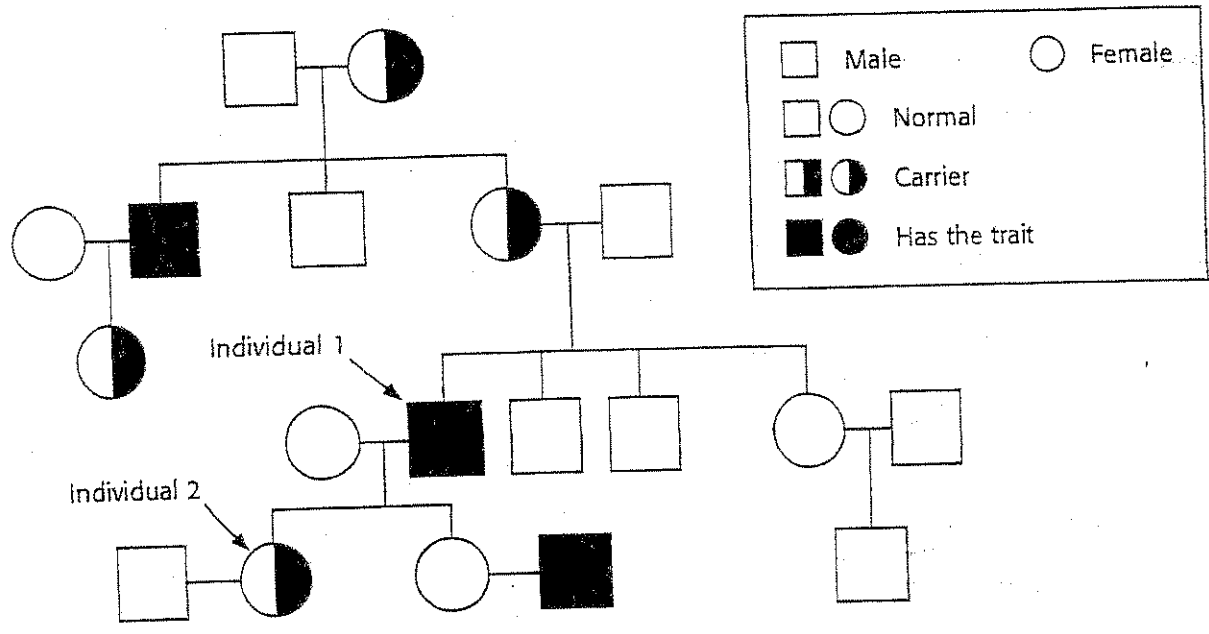 Male Female
Normal
Carrier
Has the trait
Individual 1
Individual 2